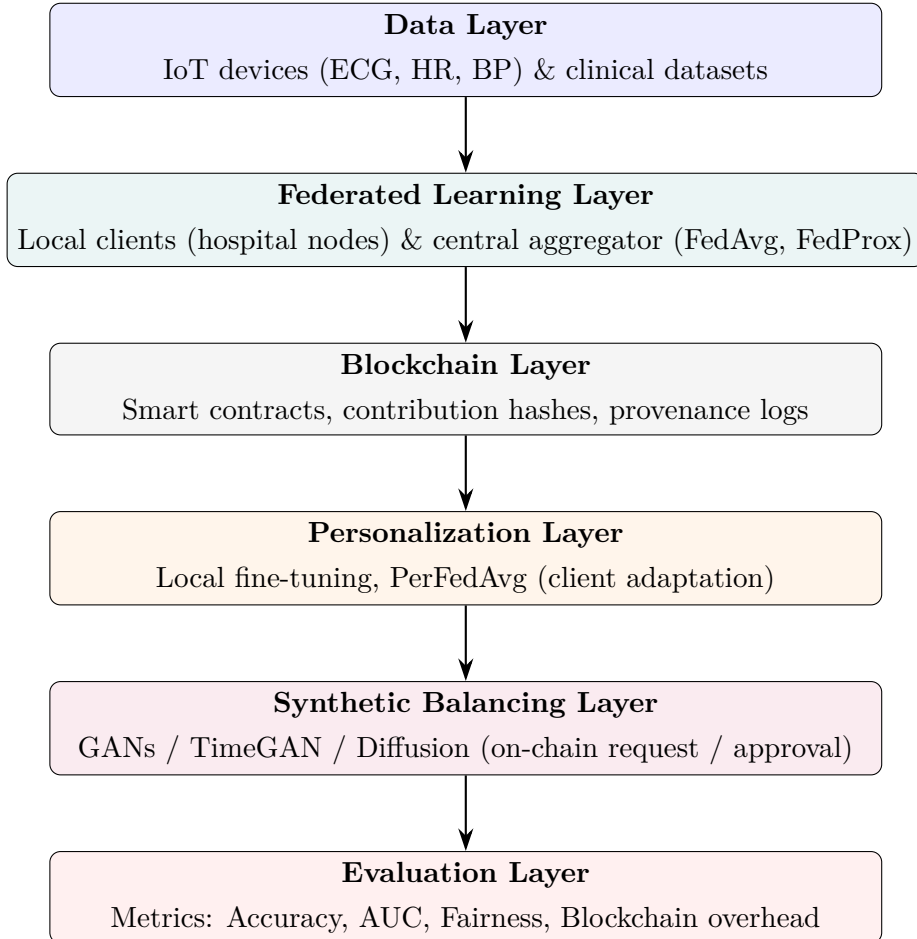 Data Layer
IoT devices (ECG, HR, BP) & clinical datasets
Federated Learning Layer
Local clients (hospital nodes) & central aggregator (FedAvg, FedProx)
Blockchain Layer
Smart contracts, contribution hashes, provenance logs
Personalization Layer
Local fine-tuning, PerFedAvg (client adaptation)
Synthetic Balancing Layer
GANs / TimeGAN / Diffusion (on-chain request / approval)
Evaluation Layer
Metrics: Accuracy, AUC, Fairness, Blockchain overhead